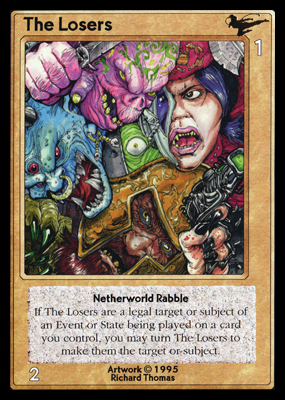 The Losers
1
Netherworld Rabble
If The Losers are a legal target or subject of
an Event or State being played on a card
you control, you may turn The Losers to
make them the target or subject.
2
Artwork © 1995
Richard Thomas